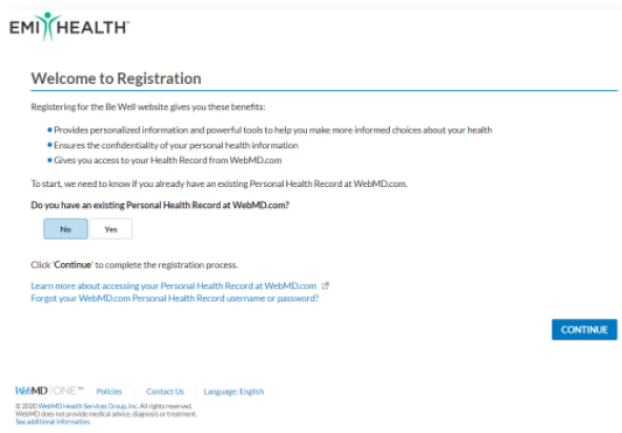 EMI HEALTH
Welcome to Registration
Registering for the Be Well website gives you these benefits:
• Provides personalized information and powerful tools to help you make more informed choices about your health
• Ensures the confidentiality of your personal health information
• Gives you access to your Health Record from WebMD.com
To start, we need to know if you already have an existing Personal Health Record at WebMD.com.
Do you have an existing Personal Health Record at WebMD.com?
No Yes
Click 'Continue' to complete the registration process.
Learn more about accessing your Personal Health Record at WebMD.com
Forgot your WebMD.com Personal Health Record username or password?
CONTINUE
WebMD ONE℠ Policies Contact Us Language: English
© 2020 WebMD Health Services Group, Inc. All rights reserved.
WebMD does not provide medical advice, diagnosis or treatment.
See additional information.